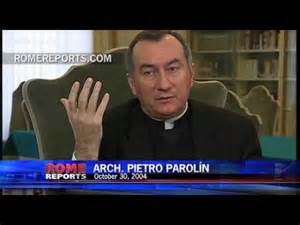 ROMEREPORTS.COM
ROME
REPORTS
ARCH. PIETRO PAROLÍN
October 30, 2004